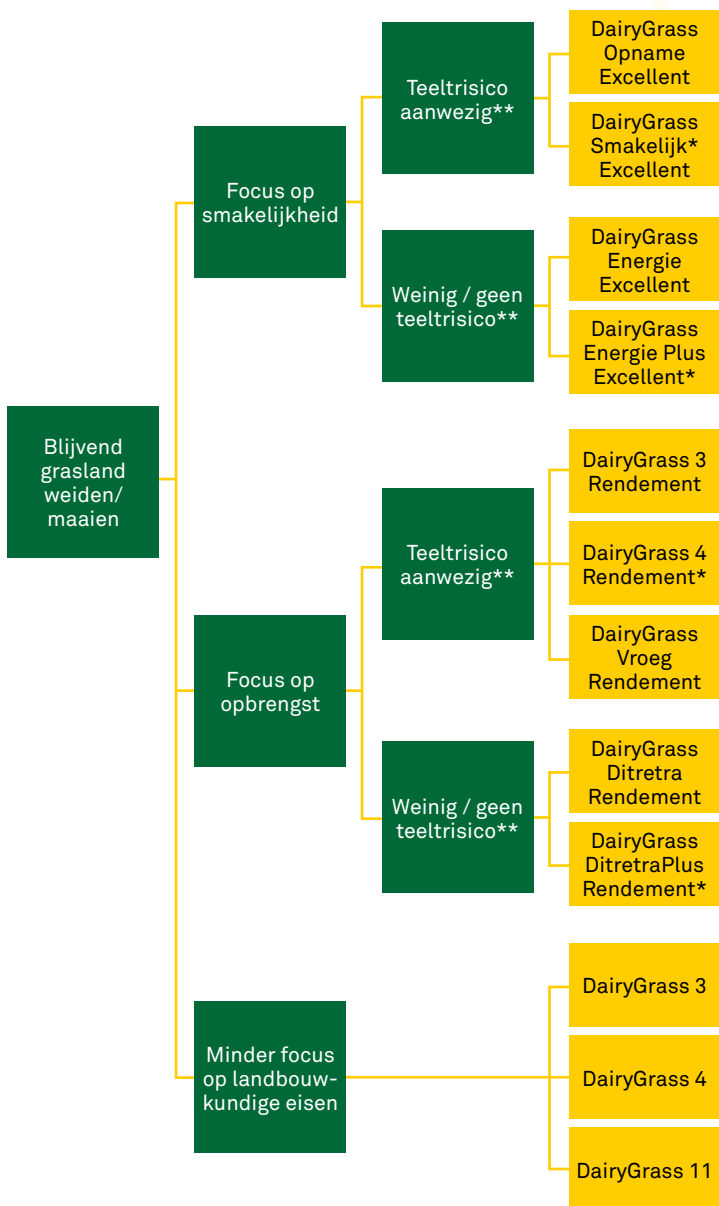 Blijvend
grasland
weiden/
maaien
Focus op
smakelijkheid
Teeltrisico
aanwezig**
DairyGrass
Opname
Excellent
DairyGrass
Smakelijk*
Excellent
Weinig / geen
teeltrisico**
DairyGrass
Energie
Excellent
DairyGrass
Energie Plus
Excellent*
Focus op
opbrengst
Teeltrisico
aanwezig**
DairyGrass 3
Rendement
DairyGrass 4
Rendement*
DairyGrass
Vroeg
Rendement
Weinig / geen
teeltrisico**
DairyGrass
Ditretra
Rendement
DairyGrass
DitretraPlus
Rendement*
Minder focus
op landbouw-
kundige eisen
DairyGrass 3
DairyGrass 4
DairyGrass 11